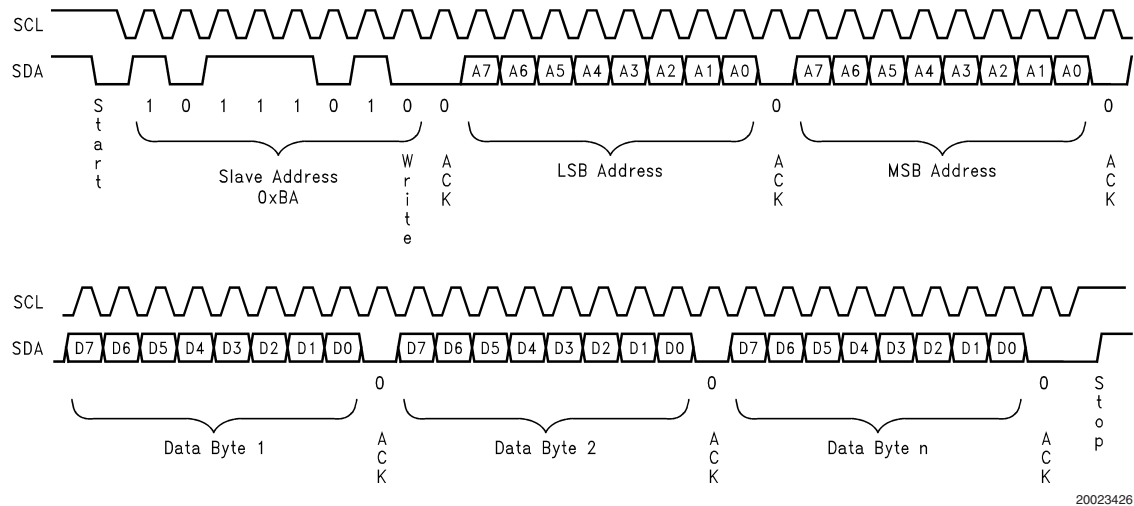 SCL
SDA A7 A6 A5 A4 A3 A2 A1 A0 A7 A6 A5 A4 A3 A2 A1 A0
Start 1 0 1 1 1 0 1 0 0 0 0
Slave Address
0xBA
Write ACK
LSB Address
ACK
MSB Address
ACK
SCL
SDA D7 D6 D5 D4 D3 D2 D1 D0 D7 D6 D5 D4 D3 D2 D1 D0 D7 D6 D5 D4 D3 D2 D1 D0
0 0 0 Stop
Data Byte 1
ACK
Data Byte 2
ACK
Data Byte n
ACK
20023426